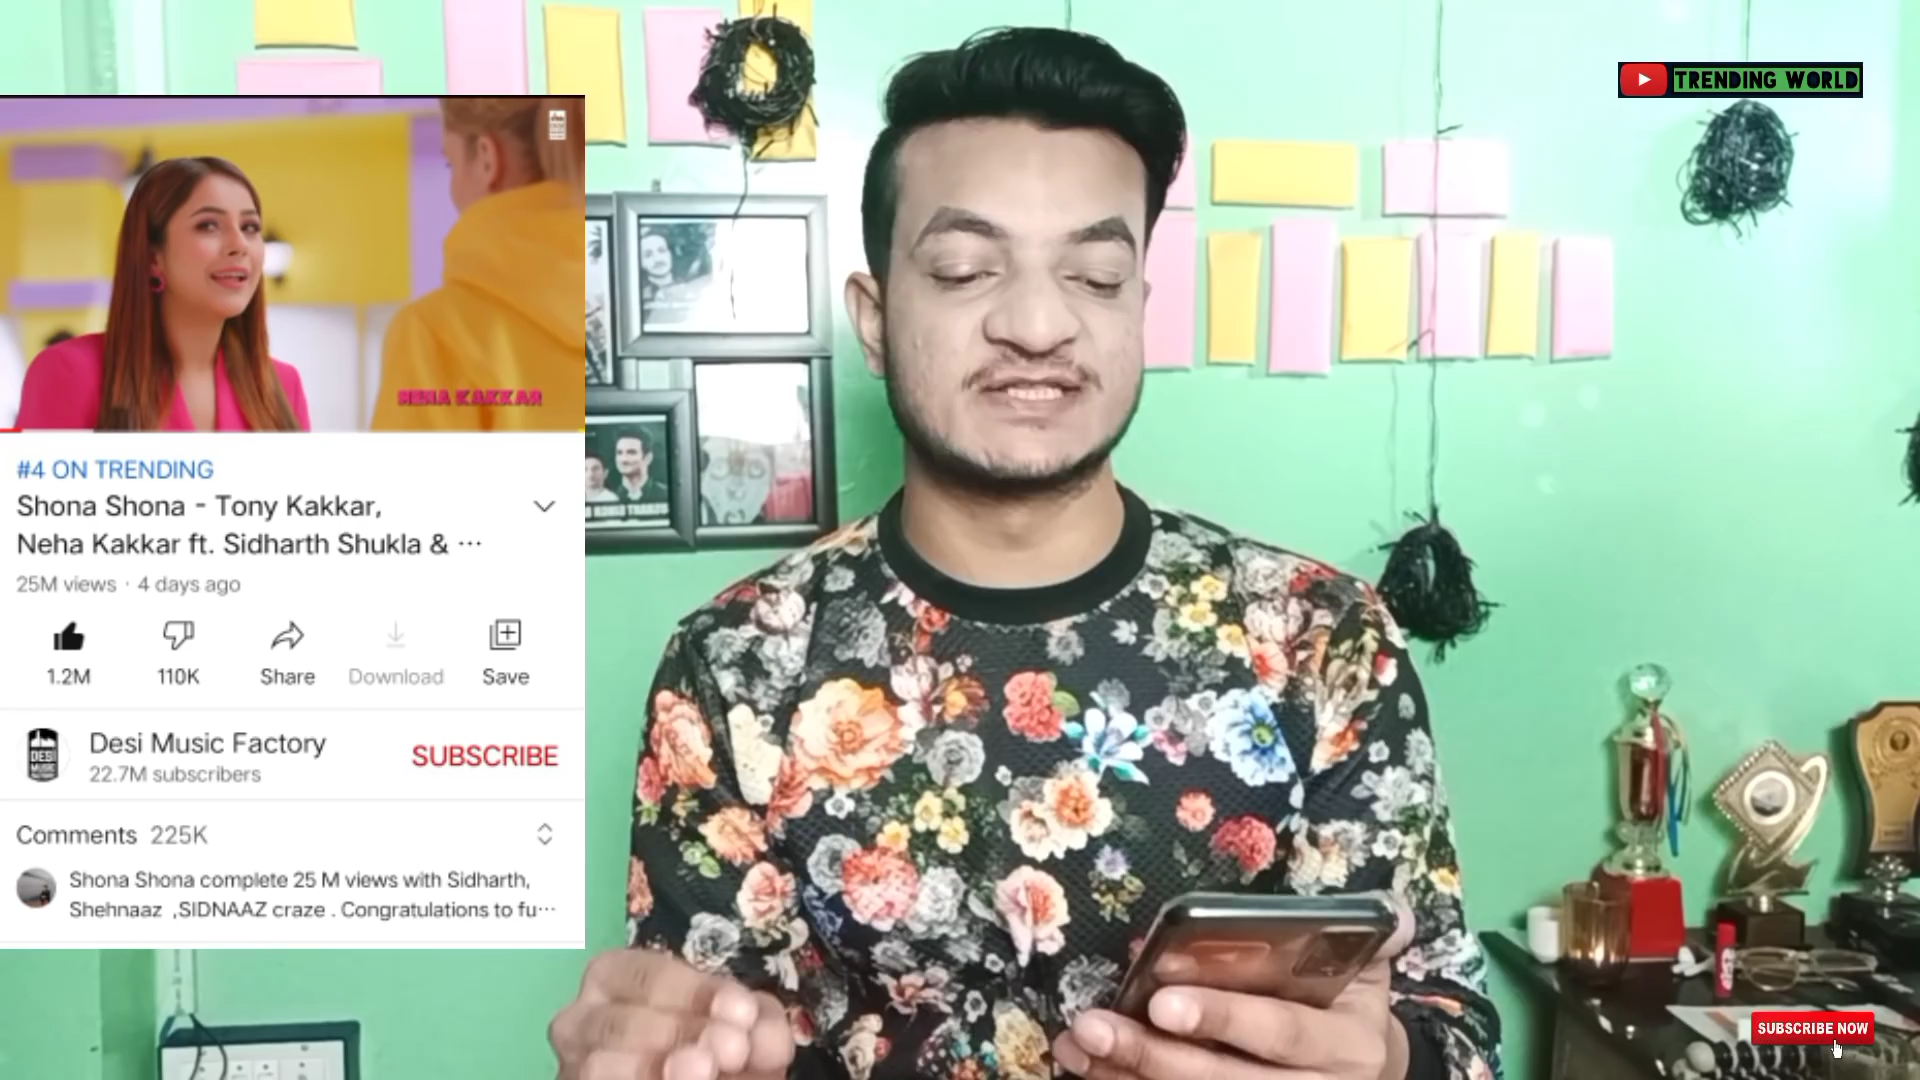 TRENDING WORLD
NEHA KAKKAR
#4 ON TRENDING
Shona Shona - Tony Kakkar,
Neha Kakkar ft. Sidharth Shukla & ...
25M views · 4 days ago
1.2M
110K
Share
Download
Save
DESI
MUSIC
Desi Music Factory
22.7M subscribers
SUBSCRIBE
Comments 225K
Shona Shona complete 25 M views with Sidharth,
Shehnaaz ,SIDNAAZ craze . Congratulations to fu...
SUBSCRIBE NOW